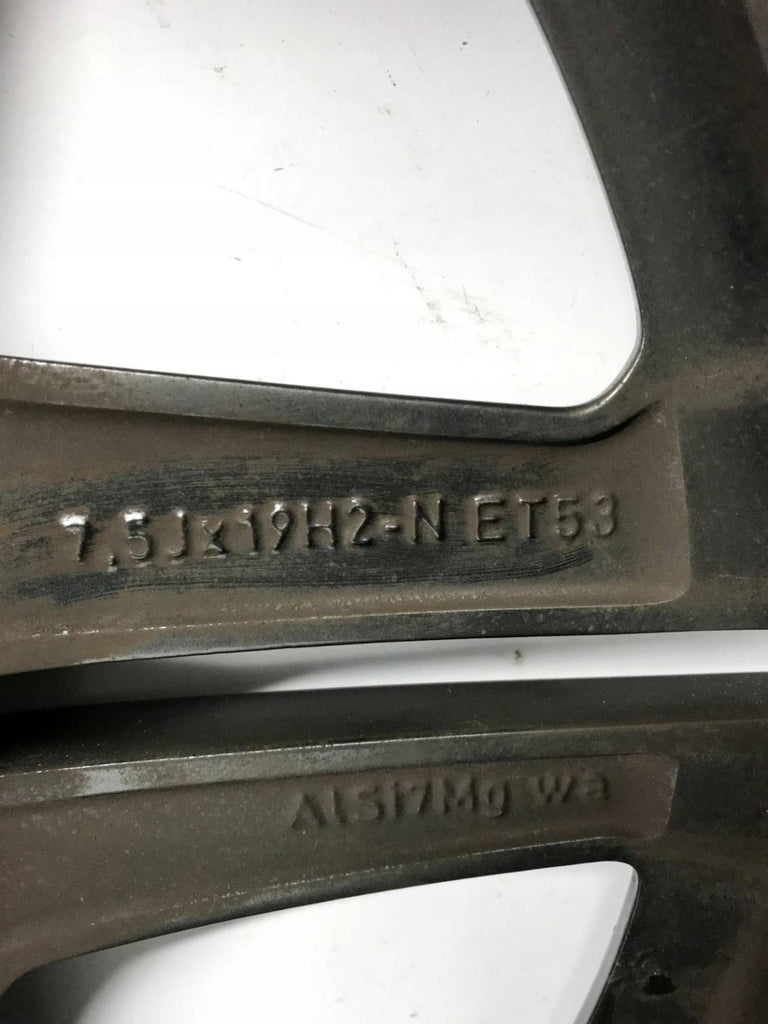 7.5Jx19H2-N ET53
AlSi7Mg wa